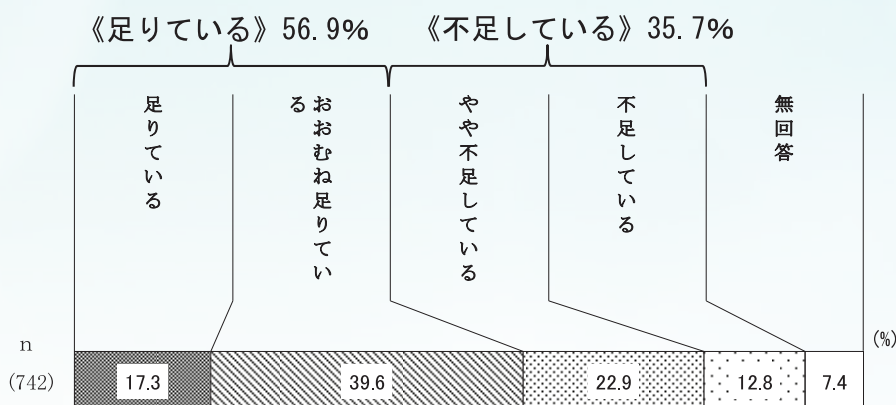 《足りている》56.9%
《不足している》35.7%
足りている
おおむね足りてい
る
やや不足している
不足している
無回答
(%)
n
(742)
17.3
39.6
22.9
12.8
7.4